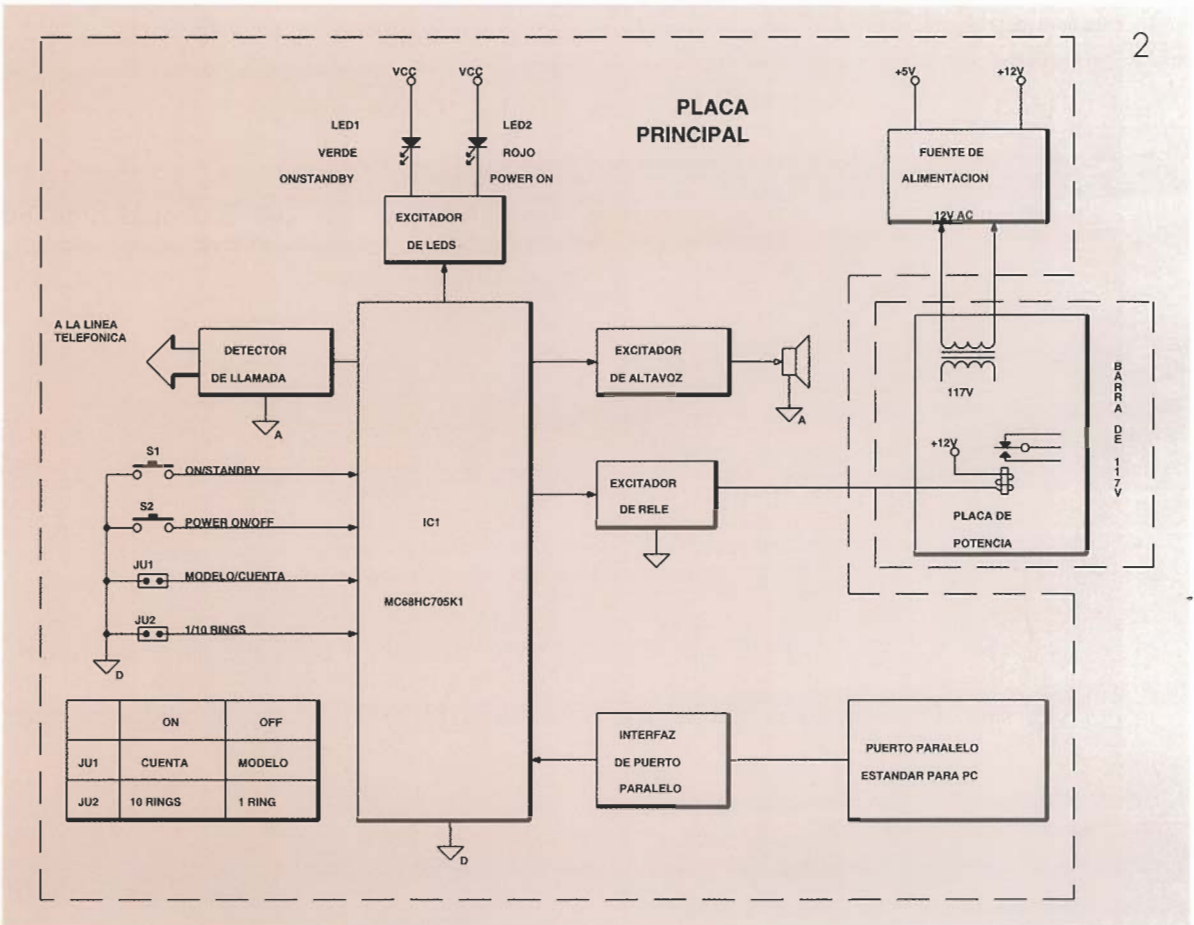 2
VCC
VCC
+5V
+12V
PLACA
PRINCIPAL
LED1
VERDE
ON/STANDBY
LED2
ROJO
POWER ON
FUENTE DE
ALIMENTACION
12V AC
EXCITADOR
DE LEDS
A LA LINEA
TELEFONICA
DETECTOR
DE LLAMADA
A
EXCITADOR
DE ALTAVOZ
A
117V
+12V
PLACA DE
POTENCIA
BARRA DE 117V
S1
ON/STANDBY
S2
POWER ON/OFF
JU1
MODELO/CUENTA
JU2
1/10 RINGS
D
IC1
MC68HC705K1
EXCITADOR
DE RELE
ON OFF
JU1 CUENTA MODELO
JU2 10 RINGS 1 RING
INTERFAZ
DE PUERTO
PARALELO
PUERTO PARALELO
ESTANDAR PARA PC
D